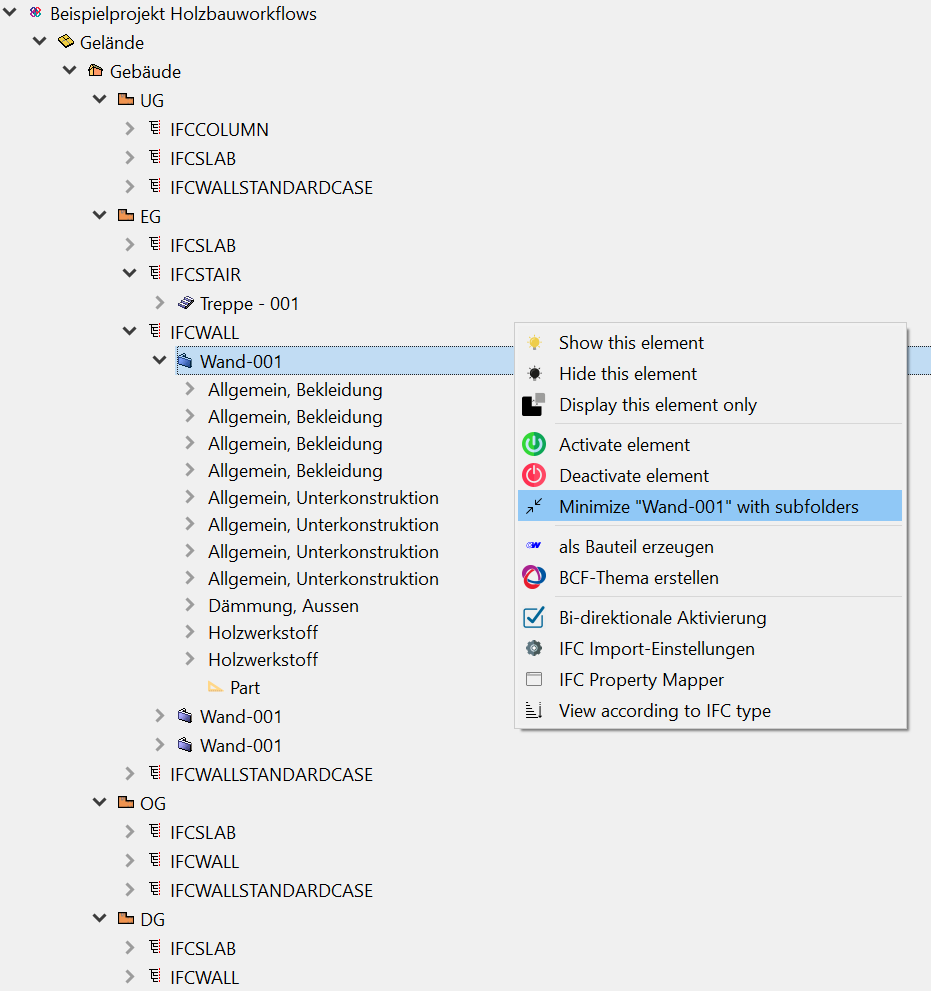 Beispielprojekt Holzbauworkflows
Gelände
Gebäude
UG
IFCCOLUMN
IFCSLAB
IFCWALLSTANDARDCASE
EG
IFCSLAB
IFCSTAIR
Treppe - 001
IFCWALL
Wand-001
Allgemein, Bekleidung
Allgemein, Bekleidung
Allgemein, Bekleidung
Allgemein, Bekleidung
Allgemein, Unterkonstruktion
Allgemein, Unterkonstruktion
Allgemein, Unterkonstruktion
Allgemein, Unterkonstruktion
Dämmung, Aussen
Holzwerkstoff
Holzwerkstoff
Part
Wand-001
Wand-001
IFCWALLSTANDARDCASE
OG
IFCSLAB
IFCWALL
IFCWALLSTANDARDCASE
DG
IFCSLAB
IFCWALL
Show this element
Hide this element
Display this element only
Activate element
Deactivate element
Minimize "Wand-001" with subfolders
als Bauteil erzeugen
BCF-Thema erstellen
Bi-direktionale Aktivierung
IFC Import-Einstellungen
IFC Property Mapper
View according to IFC type